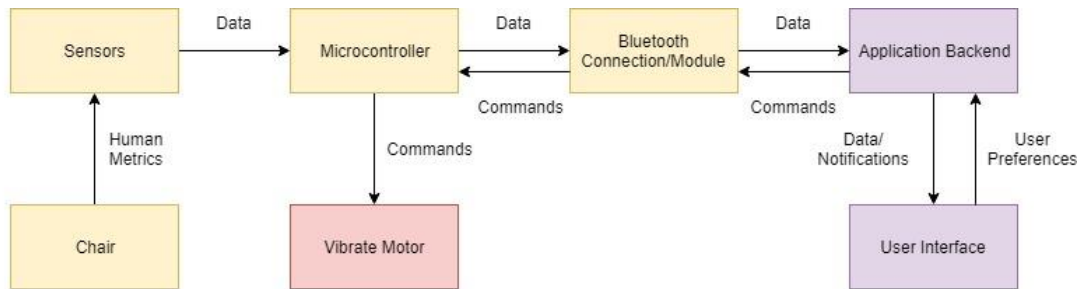 Data
Data
Data
Sensors
Microcontroller
Bluetooth
Connection/Module
Application Backend
Commands
Commands
Human
Metrics
Commands
Data/
Notifications
User
Preferences
Chair
Vibrate Motor
User Interface